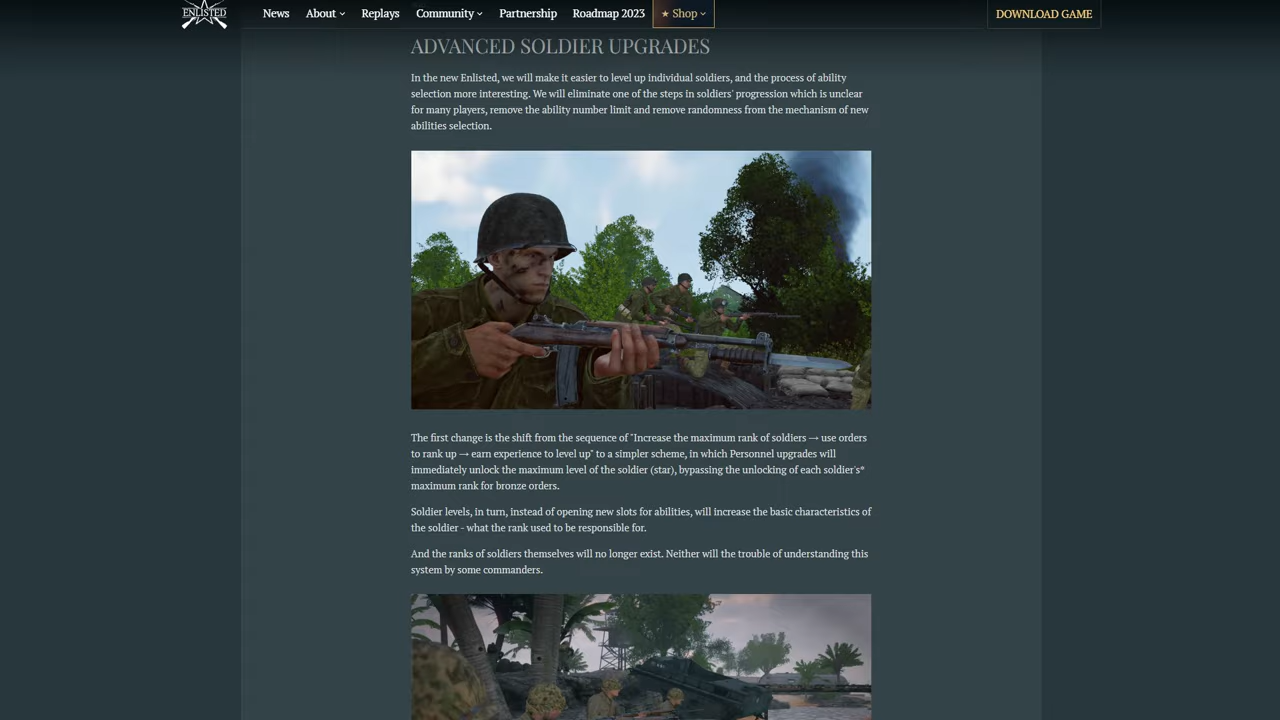 ENLISTED
News About Replays Community Partnership Roadmap 2023 ★ Shop DOWNLOAD GAME
ADVANCED SOLDIER UPGRADES
In the new Enlisted, we will make it easier to level up individual soldiers, and the process of ability
selection more interesting. We will eliminate one of the steps in soldiers' progression which is unclear
for many players, remove the ability number limit and remove randomness from the mechanism of new
abilities selection.
The first change is the shift from the sequence of "Increase the maximum rank of soldiers → use orders
to rank up → earn experience to level up" to a simpler scheme, in which Personnel upgrades will
immediately unlock the maximum level of the soldier (star), bypassing the unlocking of each soldier's*
maximum rank for bronze orders.
Soldier levels, in turn, instead of opening new slots for abilities, will increase the basic characteristics of
the soldier - what the rank used to be responsible for.
And the ranks of soldiers themselves will no longer exist. Neither will the trouble of understanding this
system by some commanders.